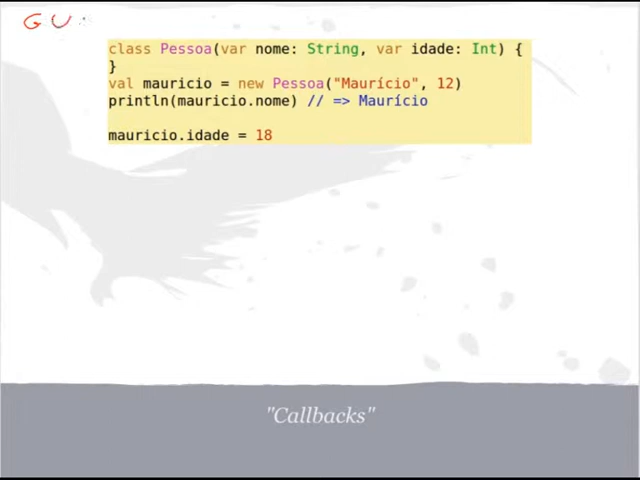 G U
class Pessoa(var nome: String, var idade: Int) {
}
val mauricio = new Pessoa("Maurício", 12)
println(mauricio.nome) // => Maurício
mauricio.idade = 18
"Callbacks"